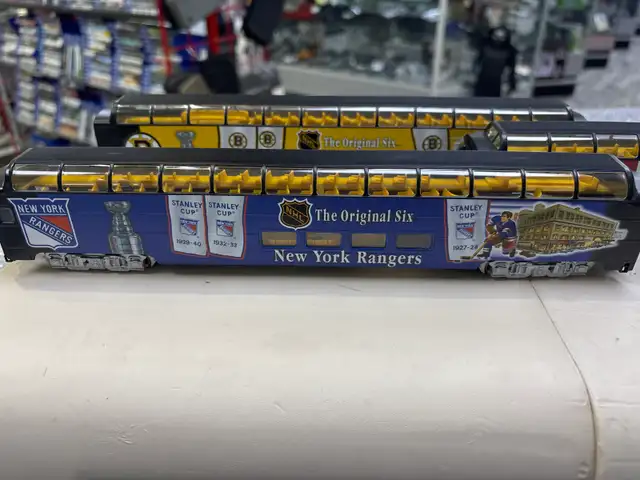 The Original Six
NEW YORK
RANGERS
STANLEY
CUP
1939-40
STANLEY
CUP
1932-33
NHL
The Original Six
New York Rangers
STANLEY
CUP
1927-28